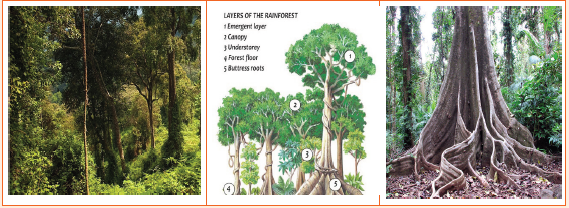 LAYERS OF THE RAINFOREST
1 Emergent layer
2 Canopy
3 Understorey
4 Forest floor
5 Buttress roots
1
2
3
4
5